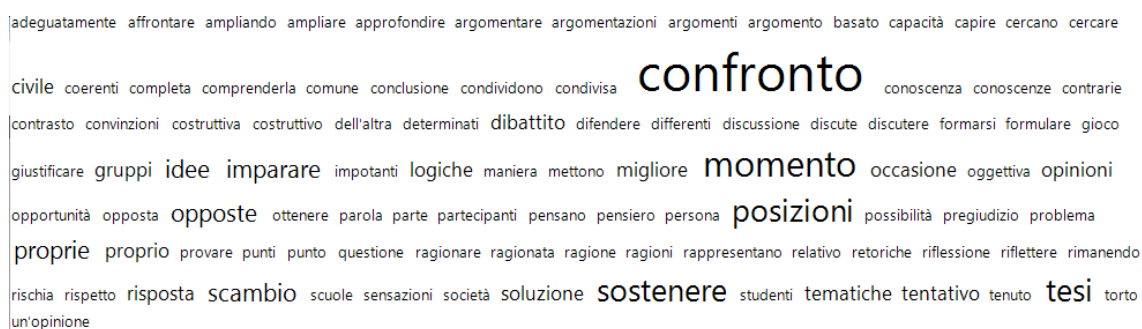 adeguatamente affrontare ampliando ampliare approfondire argomentare argomentazioni argomenti argomento basato capacità capire cercano cercare
civile coerenti completa comprenderla comune conclusione condividono condivisa confronto conoscenza conoscenze contrarie
contrasto convinzioni costruttiva costruttivo dell'altra determinati dibattito difendere differenti discussione discute discutere formarsi formulare gioco
giustificare gruppi idee imparare impotanti logiche maniera mettono migliore momento occasione oggettiva opinioni
opportunità opposta opposte ottenere parola parte partecipanti pensano pensiero persona posizioni possibilità pregiudizio problema
proprie proprio provare punti punto questione ragionare ragionata ragione ragioni rappresentano relativo retoriche riflessione riflettere rimanendo
rischia rispetto risposta scambio scuole sensazioni società soluzione sostenere studenti tematiche tentativo tenuto tesi torto
un'opinione